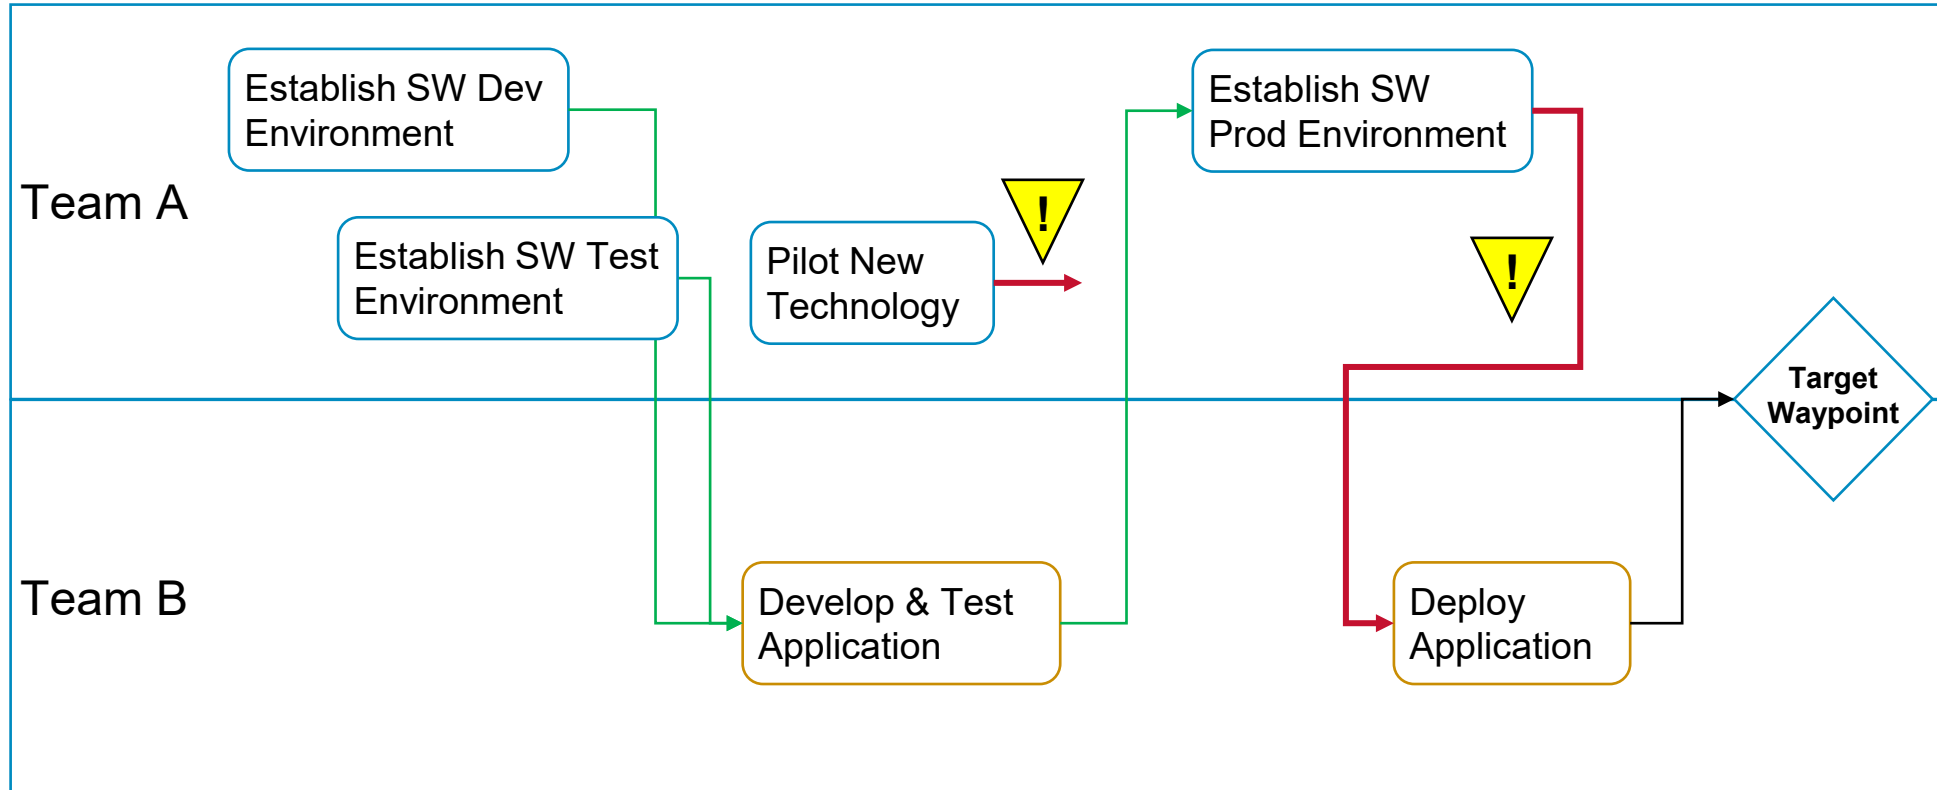 Establish SW Dev
Environment
Establish SW
Prod Environment
Team A
!
Establish SW Test
Environment
Pilot New
Technology
!
Target
Waypoint
Team B
Develop & Test
Application
Deploy
Application